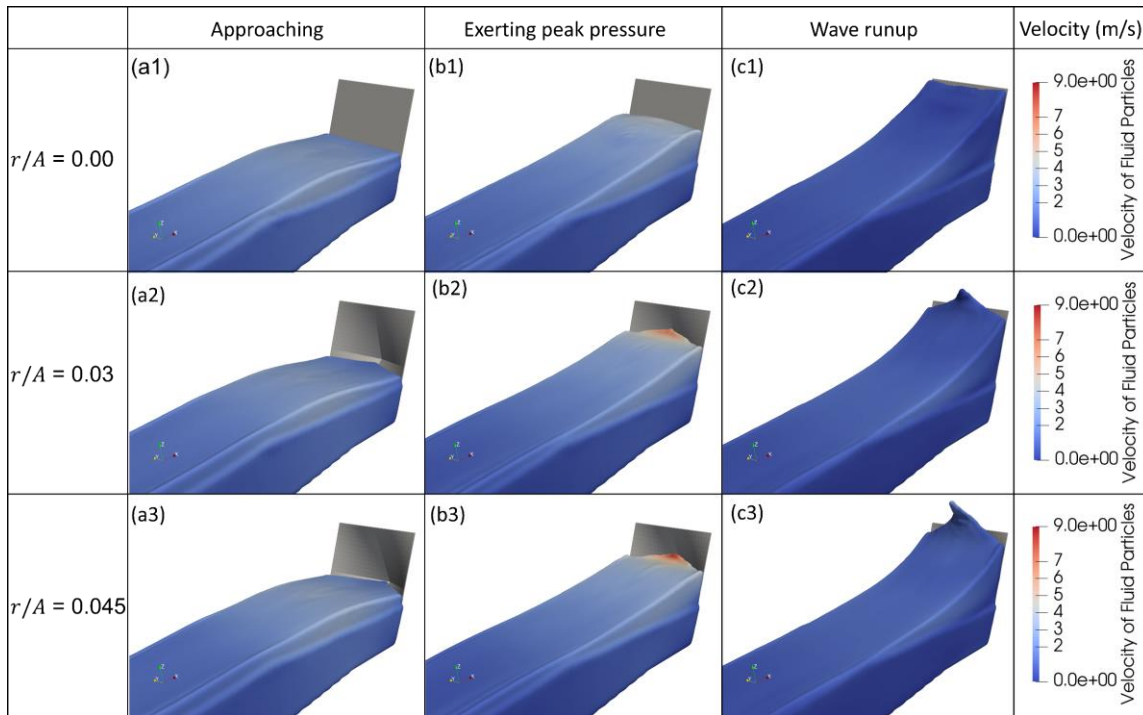 Approaching
Exerting peak pressure
Wave runup
Velocity (m/s)
r/A = 0.00
(a1)
(b1)
(c1)
9.0e+00
7
6
5
4
3
2
0.0e+00
Velocity of Fluid Particles
r/A = 0.03
(a2)
(b2)
(c2)
9.0e+00
7
6
5
4
3
2
0.0e+00
Velocity of Fluid Particles
r/A = 0.045
(a3)
(b3)
(c3)
9.0e+00
7
6
5
4
3
2
0.0e+00
Velocity of Fluid Particles